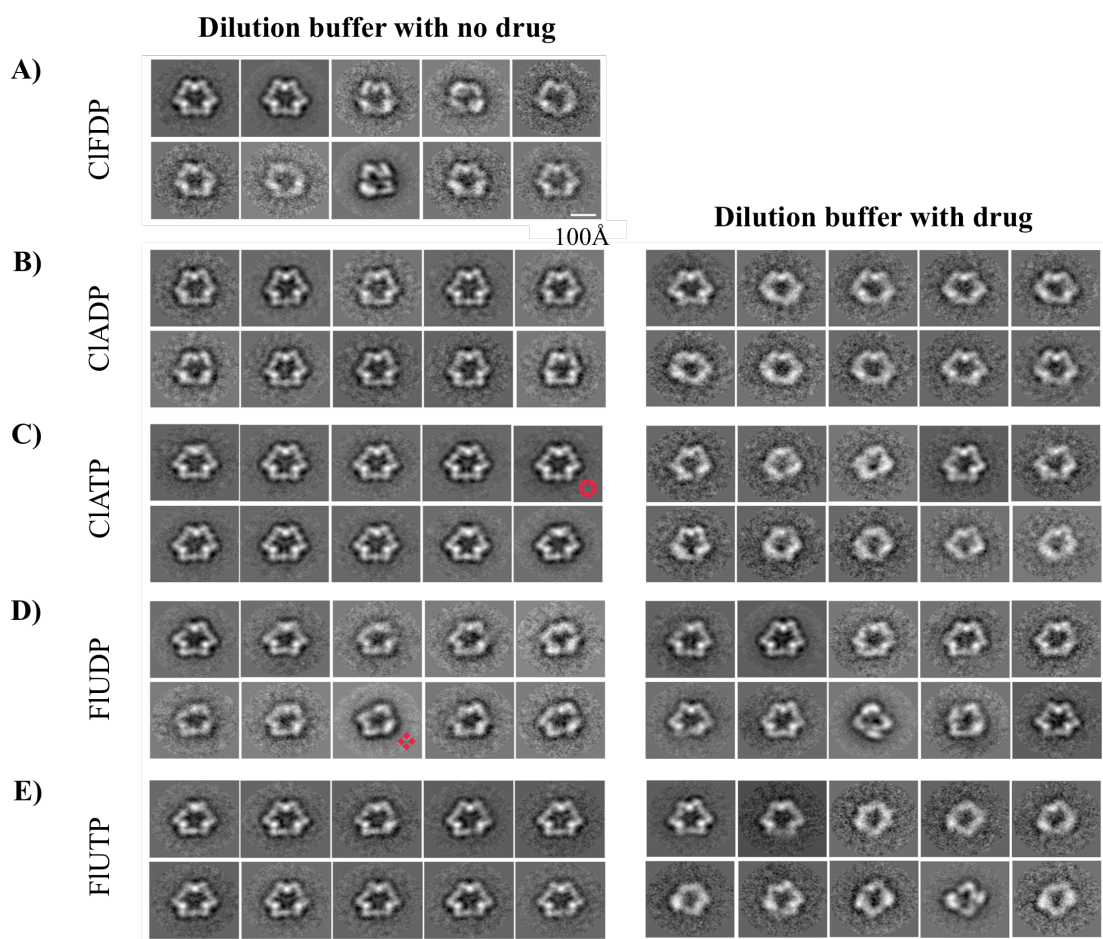 Dilution buffer with no drug
A)
ClFDP
100Å
Dilution buffer with drug
B)
ClADP
C)
ClATP
D)
FlUDP
E)
FlUTP